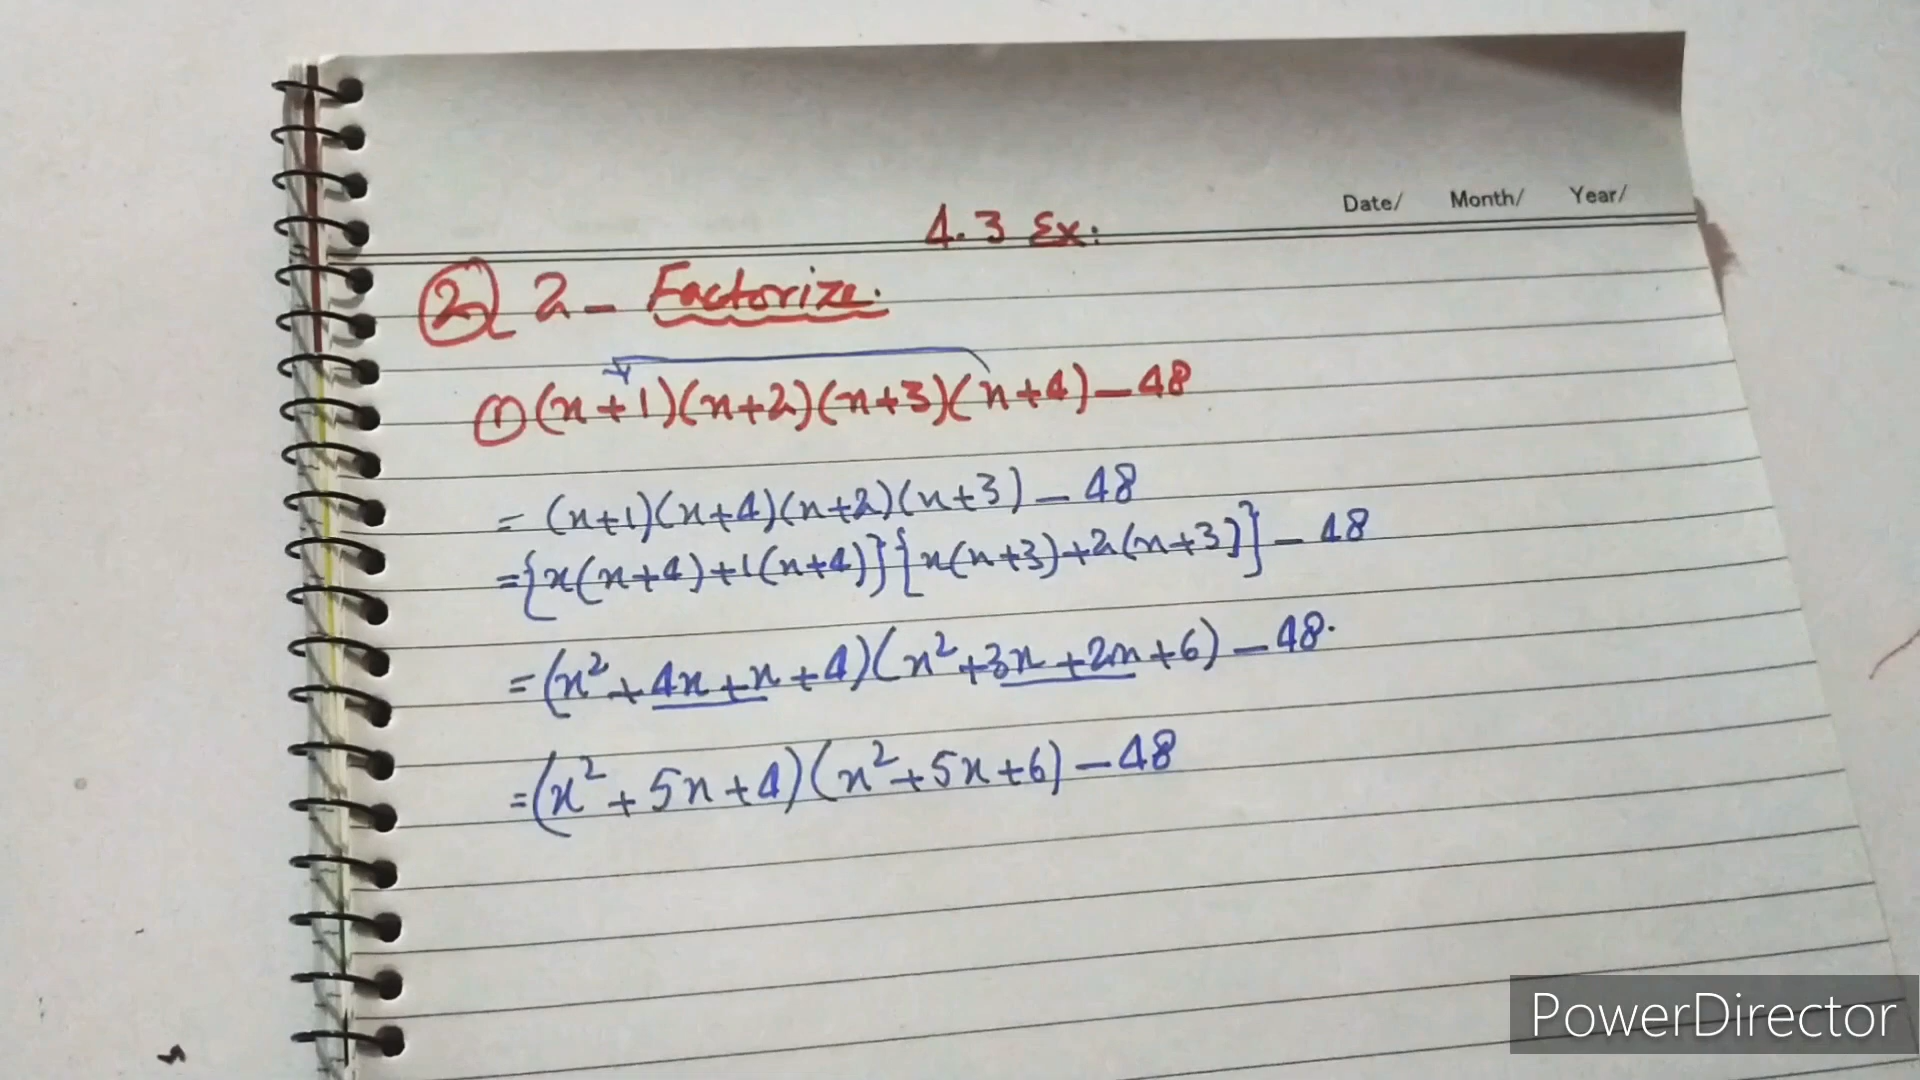 Date/ Month/ Year/
4.3 Ex:
② 2 - Factorize.
① (x+1)(x+2)(x+3)(x+4)-48
= (x+1)(x+4)(x+2)(x+3) - 48
={x(x+4)+1(x+4)}{x(x+3)+2(x+3)} - 48
=(x²+4x+x+4)(x²+3x+2x+6) - 48.
=(x²+5x+4)(x²+5x+6) - 48
PowerDirector